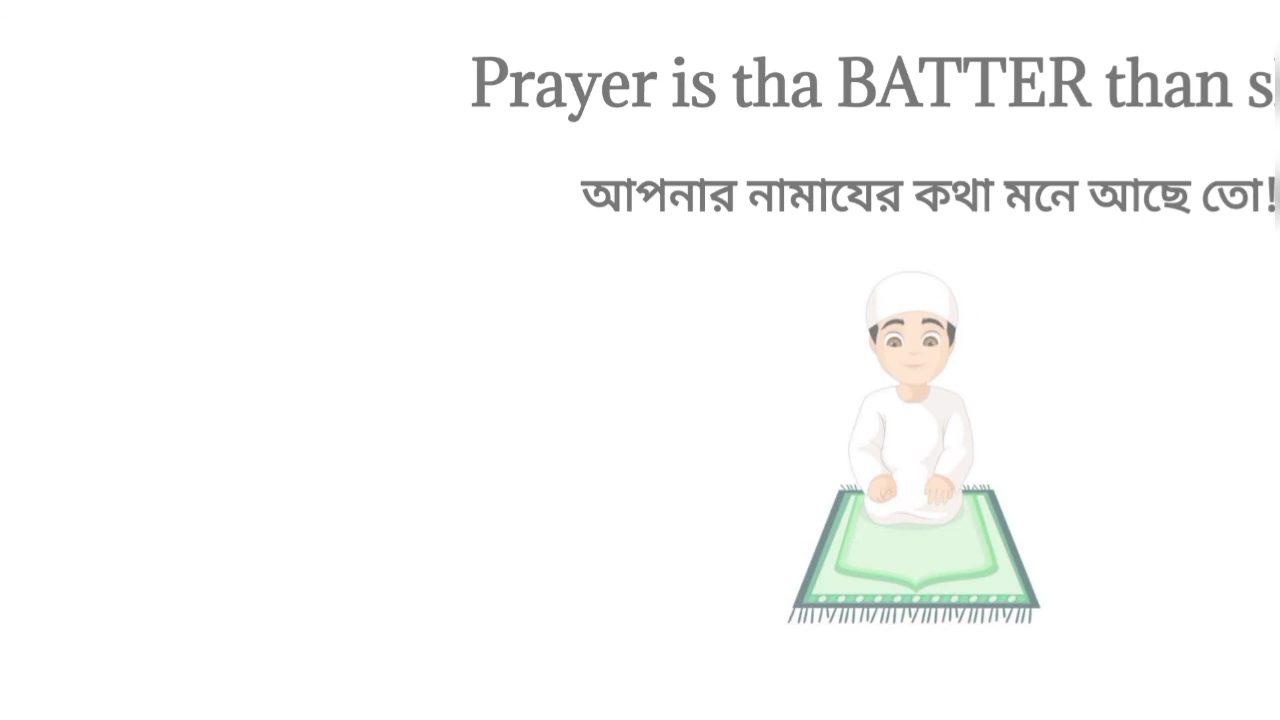 Prayer is tha BATTER than
আপনার নামাযের কথা মনে আছে তো!